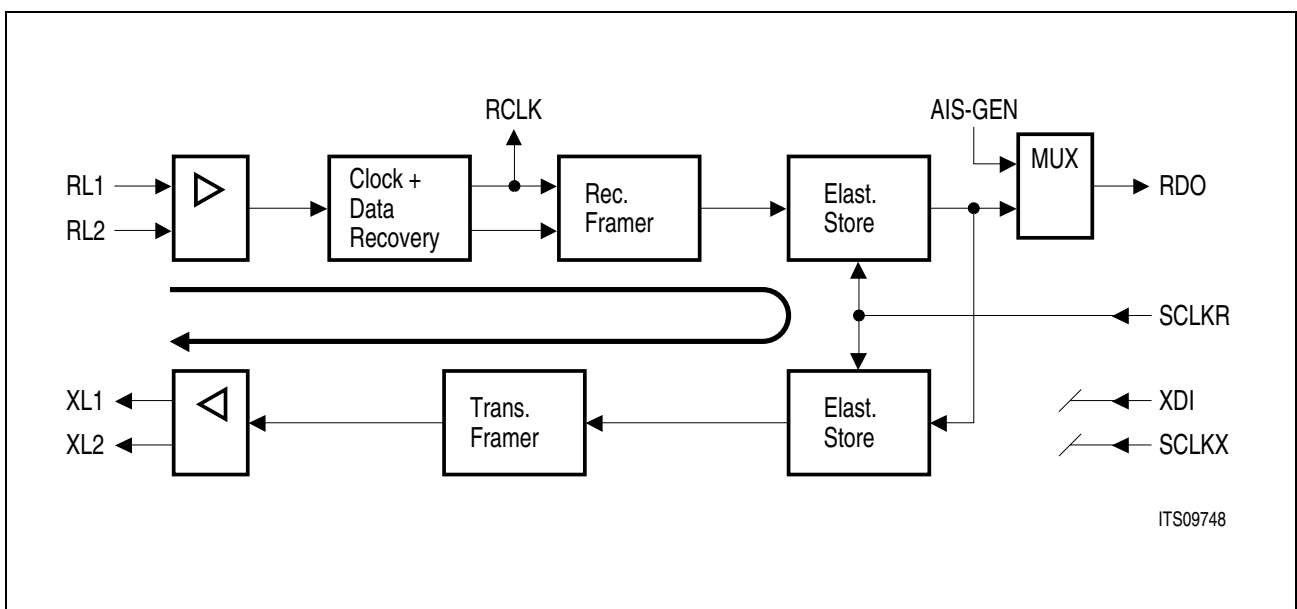 RCLK
AIS-GEN
RL1
RL2
Clock +
Data
Recovery
Rec.
Framer
Elast.
Store
MUX
RDO
SCLKR
XL1
XL2
Trans.
Framer
Elast.
Store
XDI
SCLKX
ITS09748